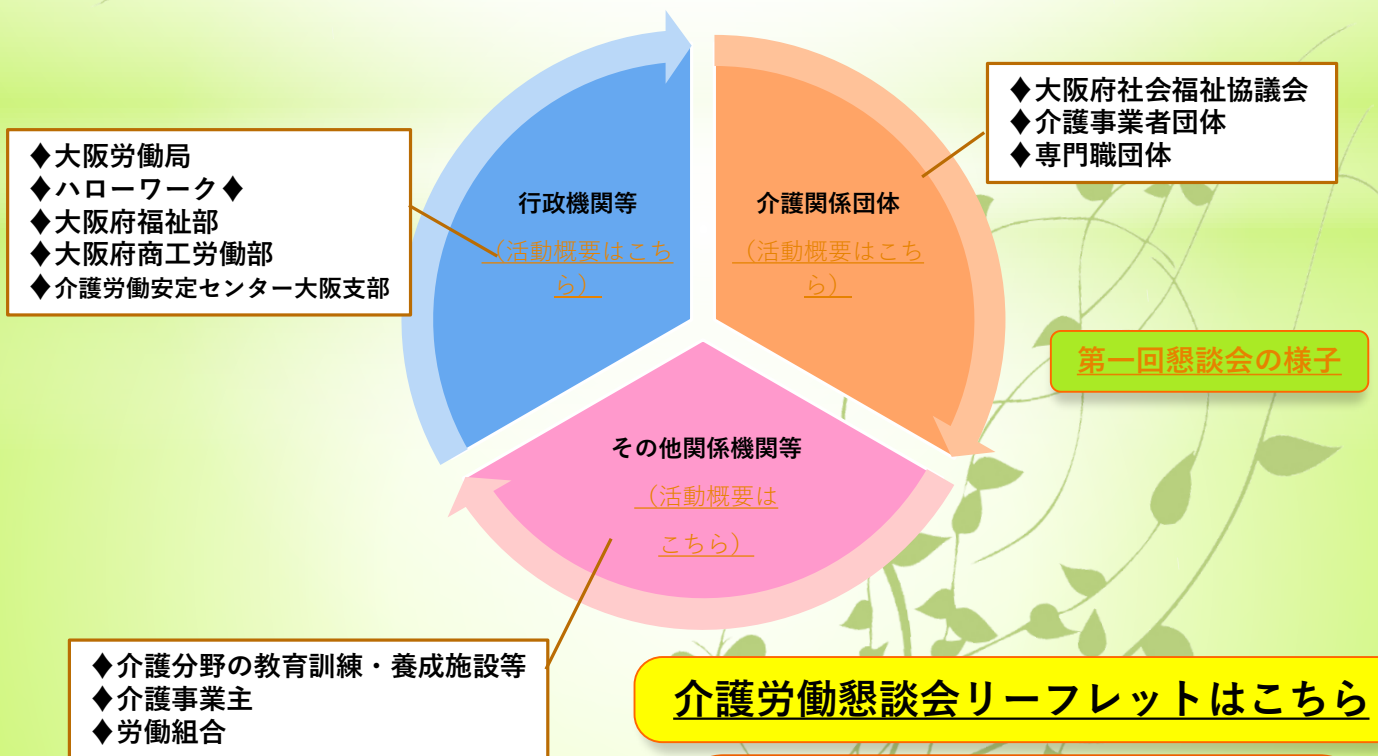 ◆大阪労働局
◆ハローワーク◆
◆大阪府福祉部
◆大阪府商工労働部
◆介護労働安定センター大阪支部
行政機関等
（活動概要はこち
ら）
介護関係団体
（活動概要はこち
ら）
◆大阪府社会福祉協議会
◆介護事業者団体
◆専門職団体
第一回懇談会の様子
その他関係機関等
（活動概要は
こちら）
◆介護分野の教育訓練・養成施設等
◆介護事業主
◆労働組合
介護労働懇談会リーフレットはこちら